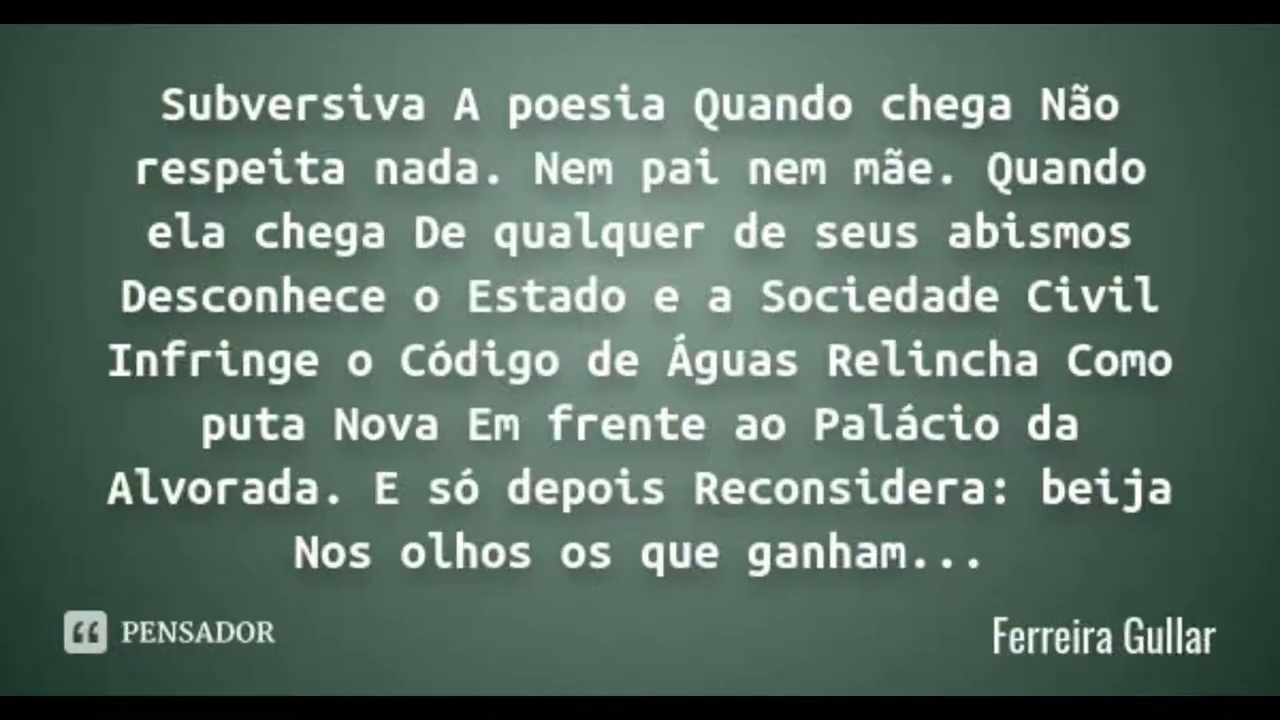 Subversiva A poesia Quando chega Não
respeita nada. Nem pai nem mãe. Quando
ela chega De qualquer de seus abismos
Desconhece o Estado e a Sociedade Civil
Infringe o Código de Águas Relincha Como
puta Nova Em frente ao Palácio da
Alvorada. E só depois Reconsidera: beija
Nos olhos os que ganham...
PENSADOR
Ferreira Gullar